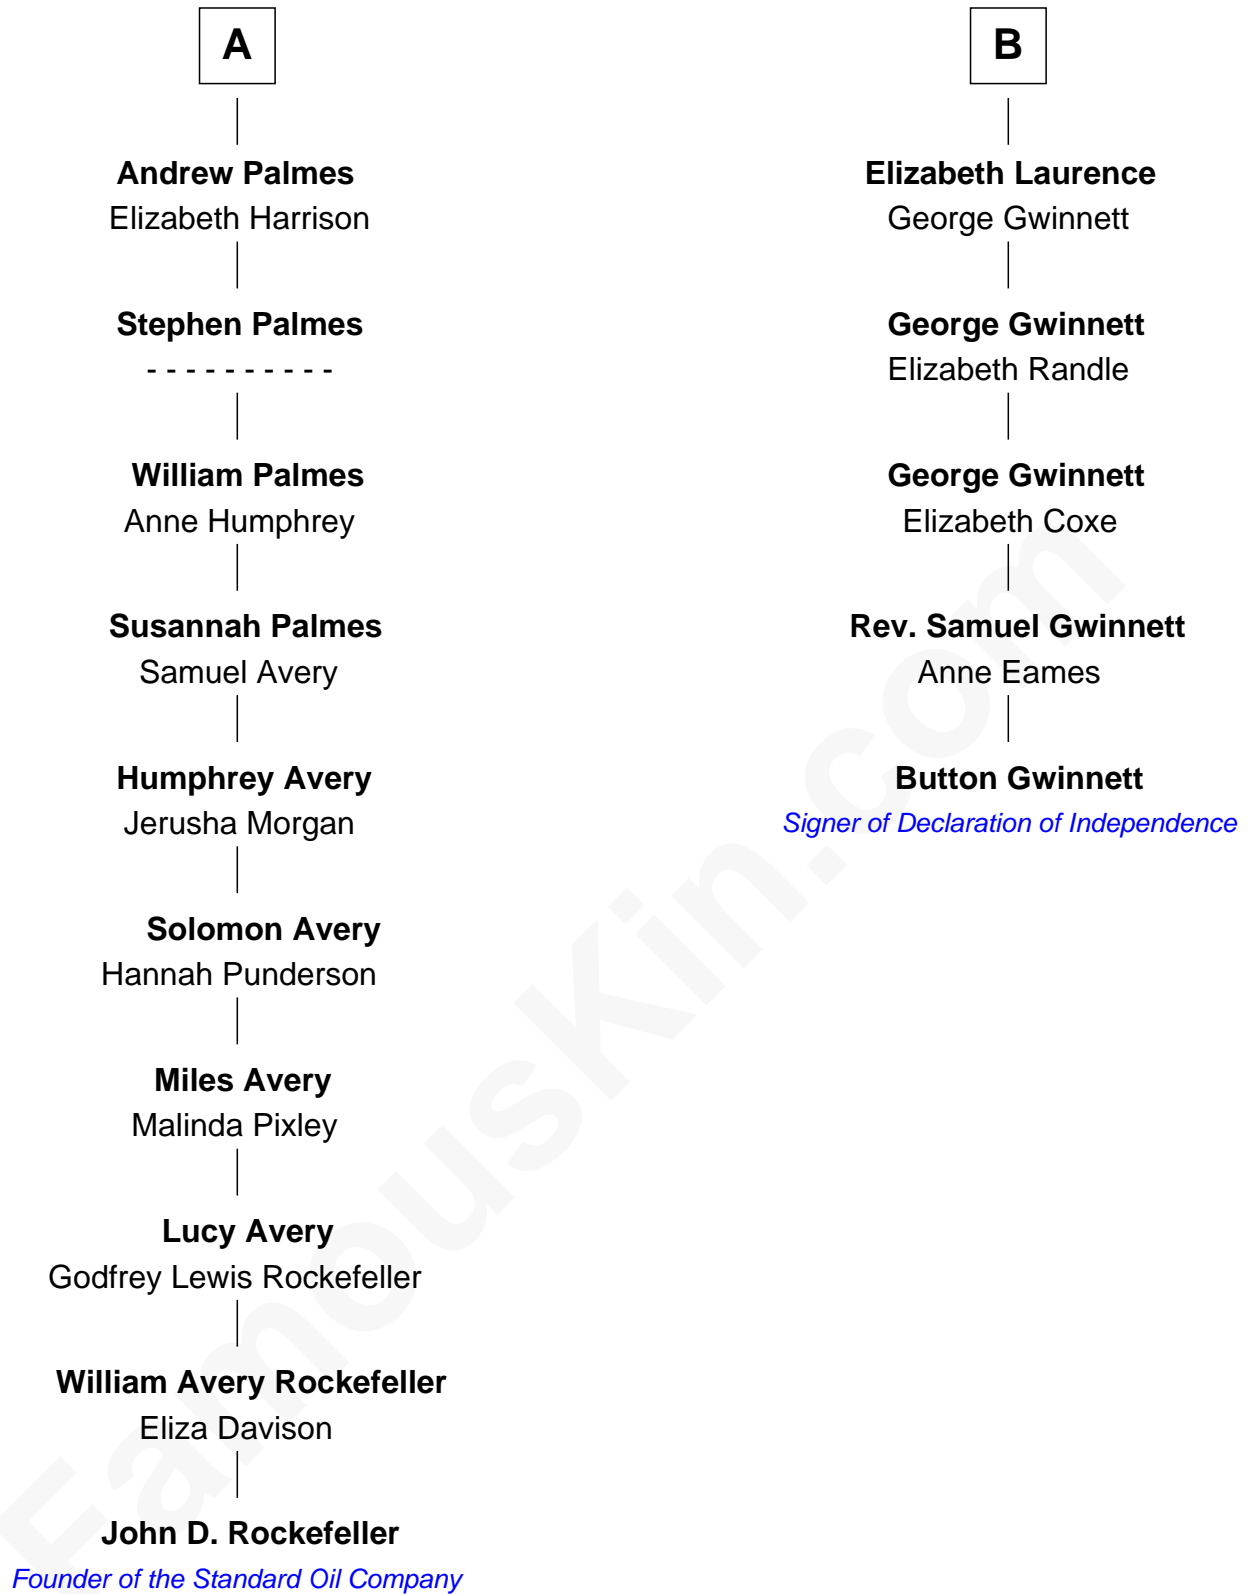 A
Andrew Palmes
Elizabeth Harrison
Stephen Palmes
- - - - - - - - - -
William Palmes
Anne Humphrey
Susannah Palmes
Samuel Avery
Humphrey Avery
Jerusha Morgan
Solomon Avery
Hannah Punderson
Miles Avery
Malinda Pixley
Lucy Avery
Godfrey Lewis Rockefeller
William Avery Rockefeller
Eliza Davison
John D. Rockefeller
Founder of the Standard Oil Company
B
Elizabeth Laurence
George Gwinnett
George Gwinnett
Elizabeth Randle
George Gwinnett
Elizabeth Coxe
Rev. Samuel Gwinnett
Anne Eames
Button Gwinnett
Signer of Declaration of Independence
FamousKin.com